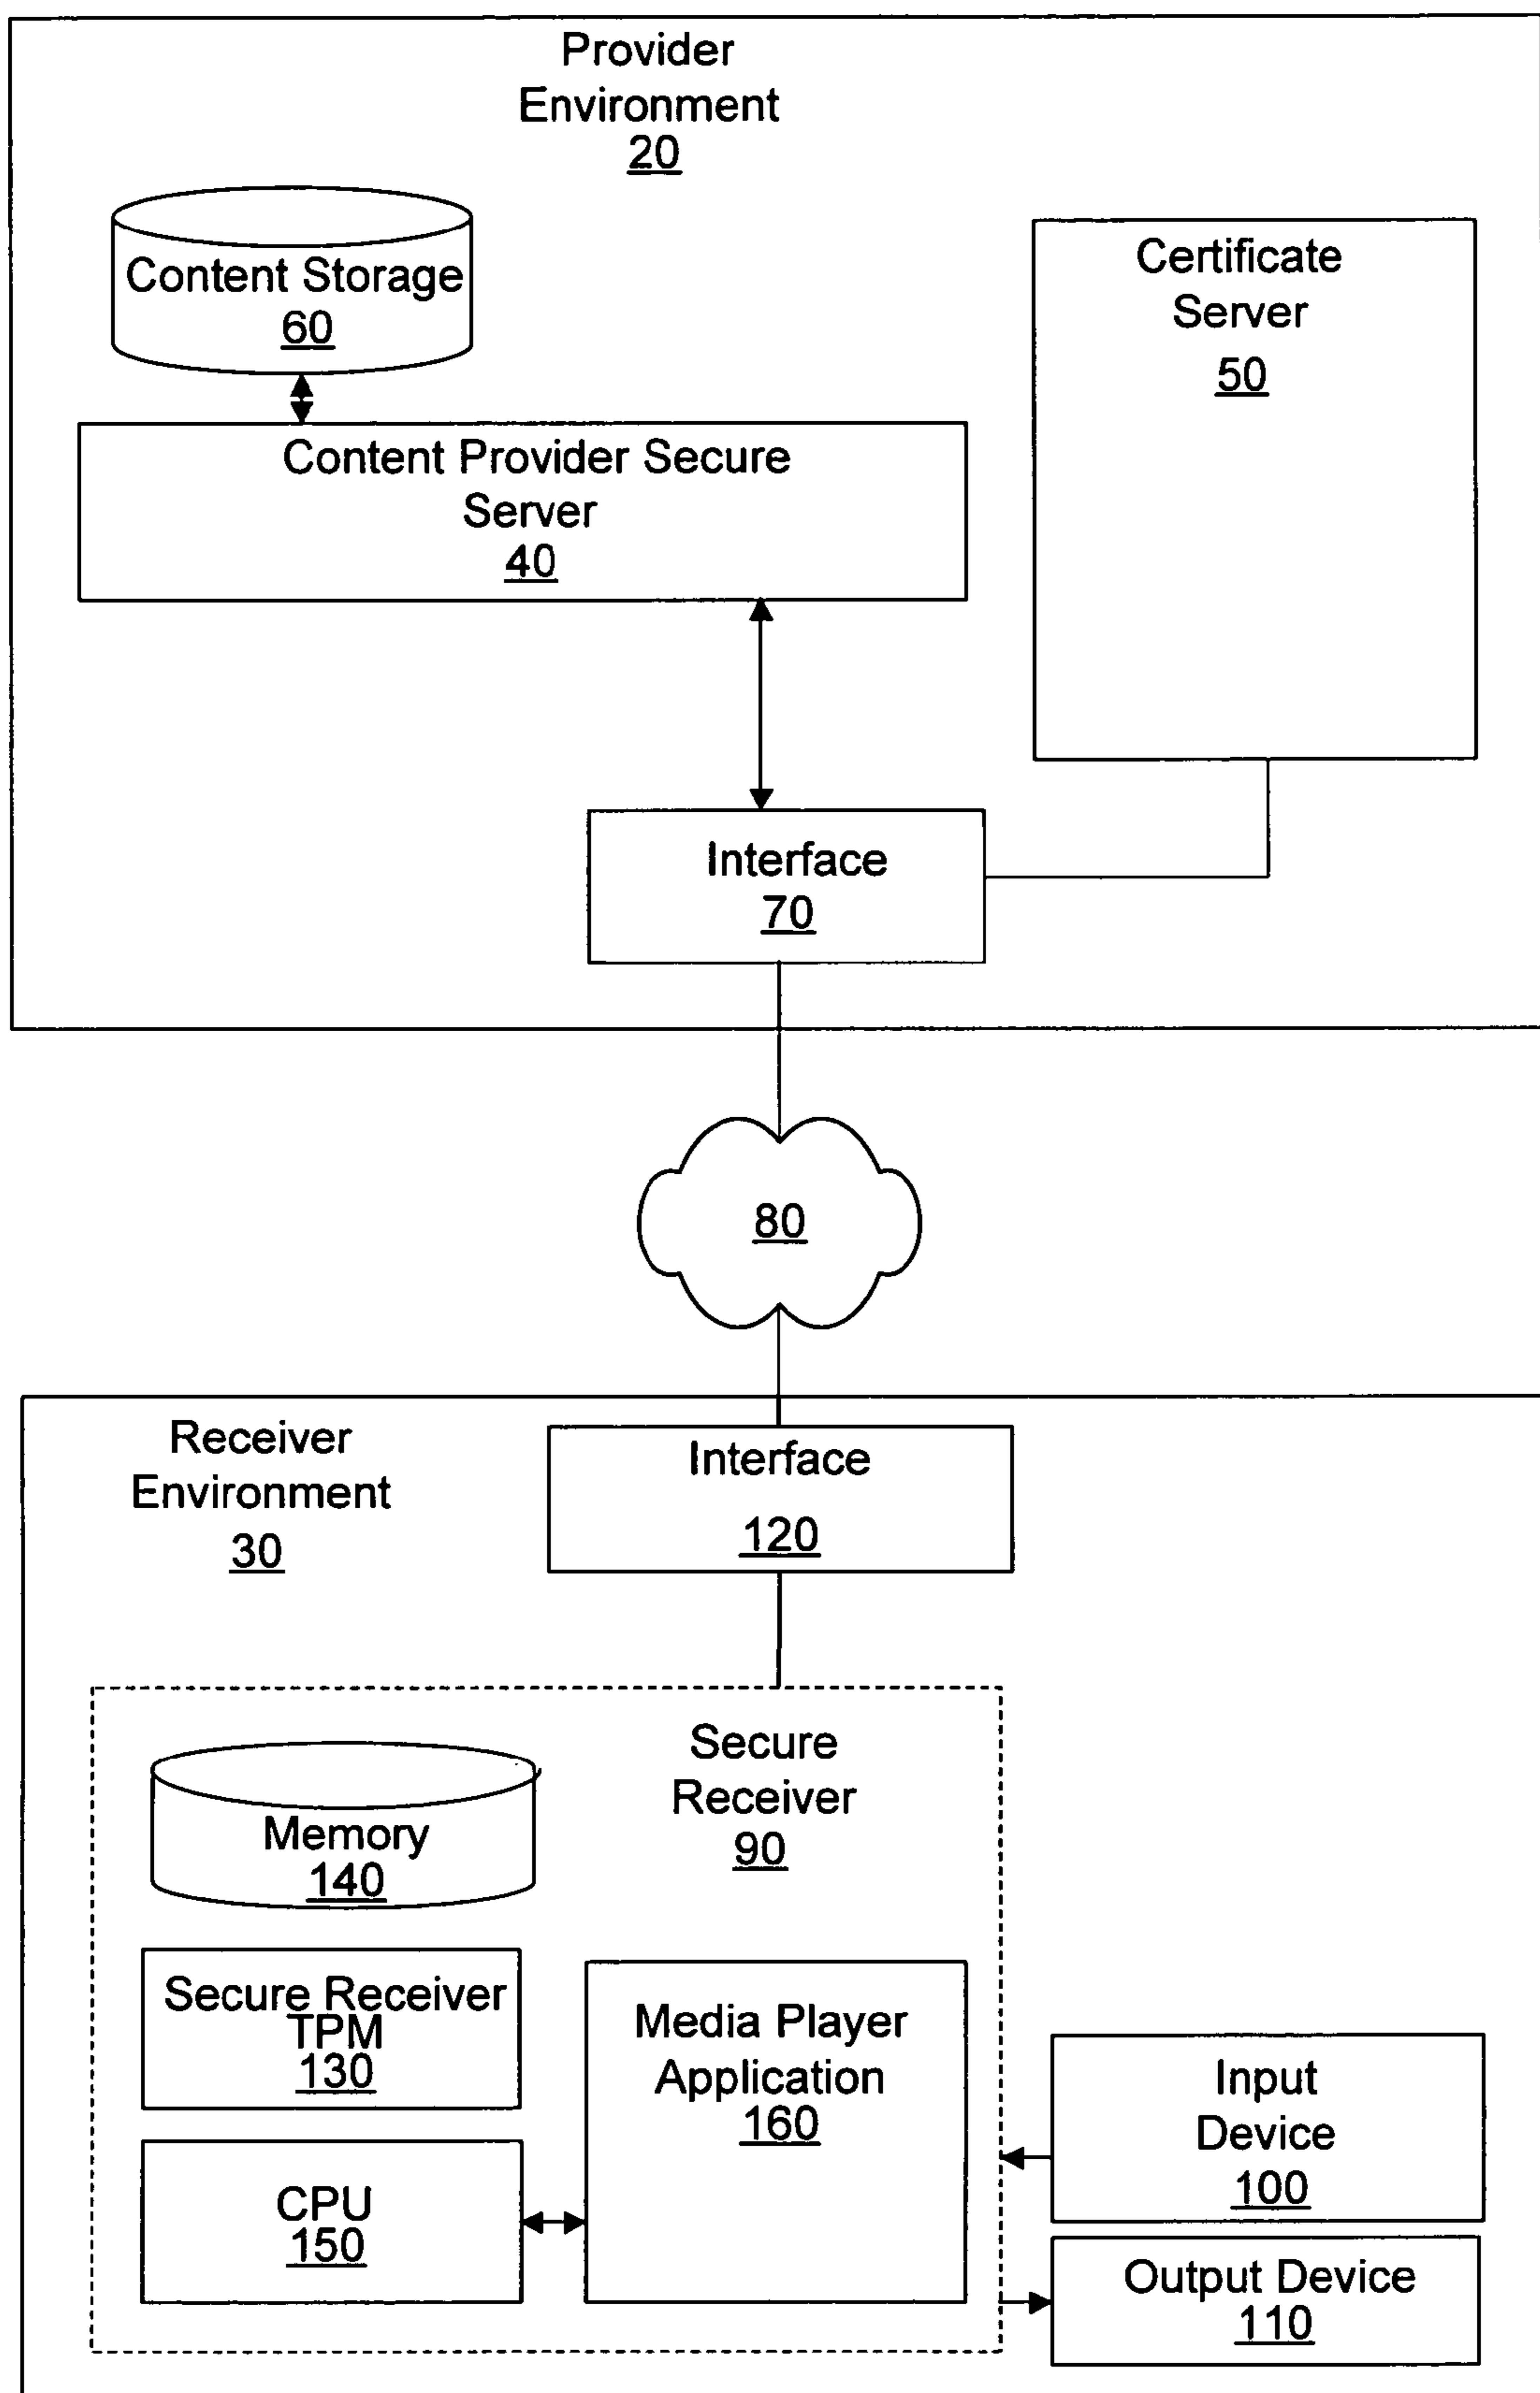 Provider
Environment
20
Content Storage
60
Certificate
Server
50
Content Provider Secure
Server
40
Interface
70
80
Receiver
Environment
30
Interface
120
Secure
Receiver
90
Memory
140
Secure Receiver
TPM
130
Media Player
Application
160
CPU
150
Input
Device
100
Output Device
110